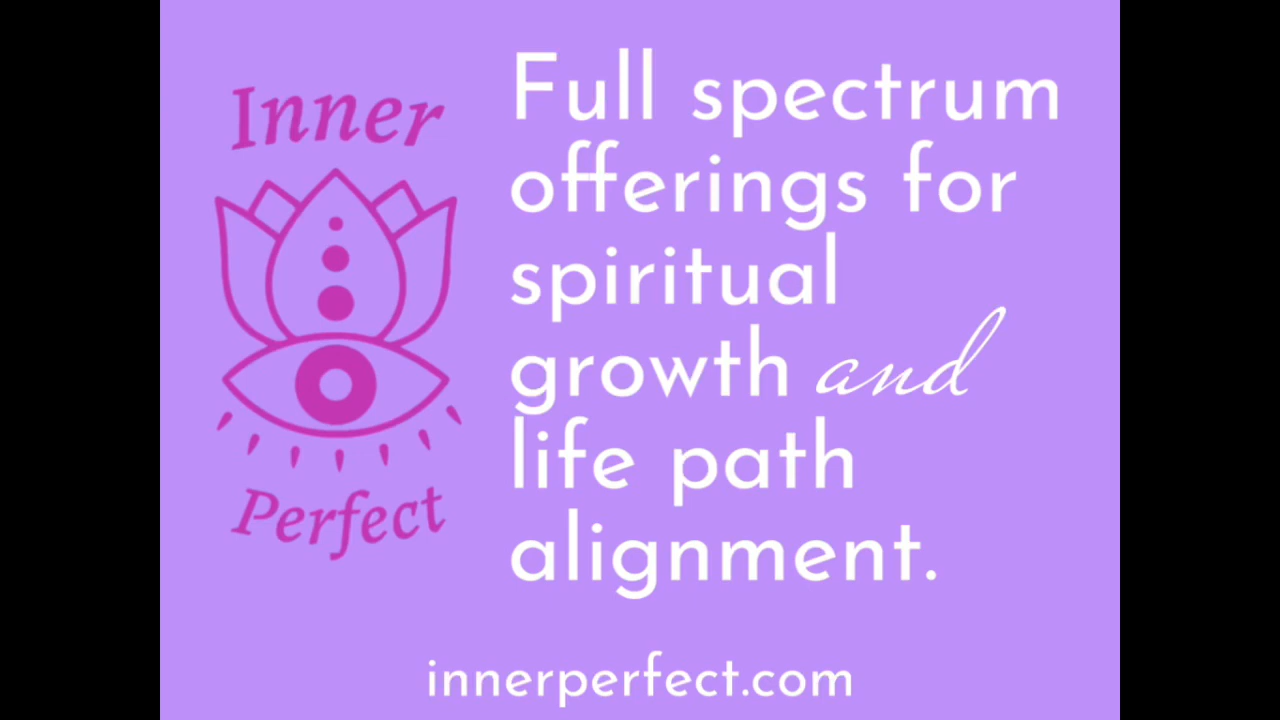 Inner
Perfect
Full spectrum
offerings for
spiritual
growth and
life path
alignment.
innerperfect.com